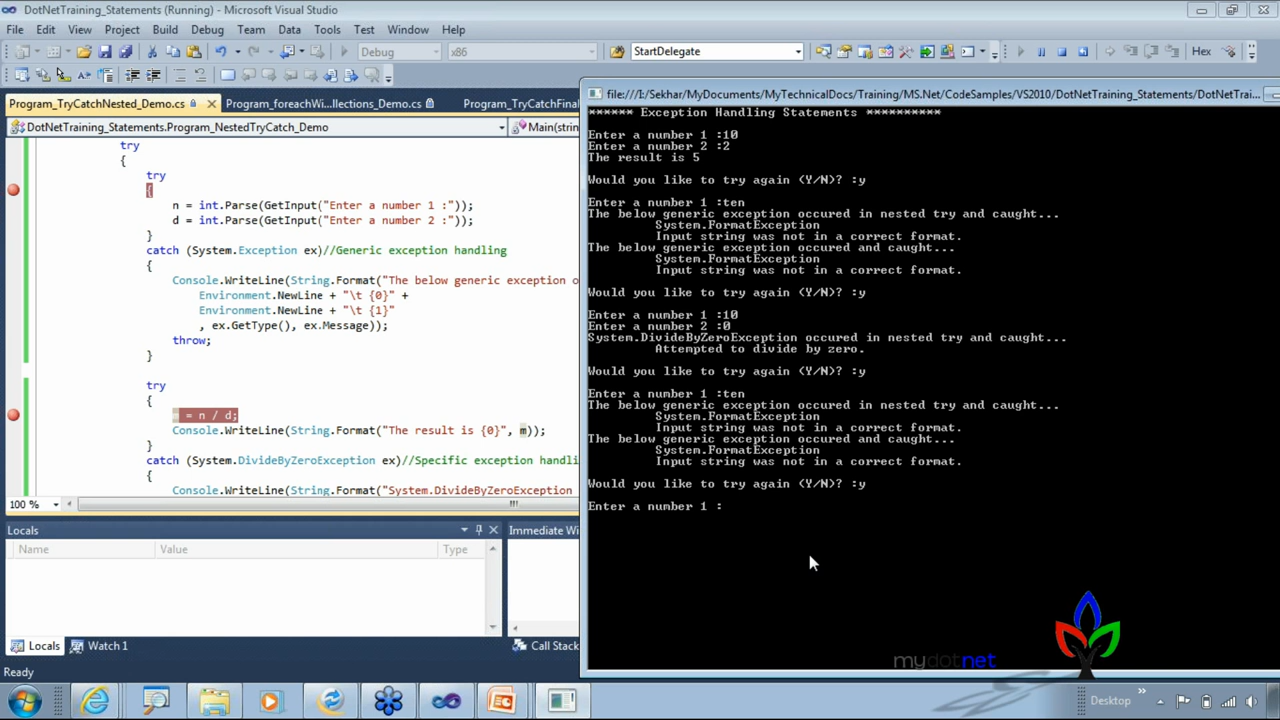 DotNetTraining_Statements (Running) - Microsoft Visual Studio
File Edit View Project Build Debug Team Data Tools Test Window Help
Debug x86 StartDelegate Hex
Program_TryCatchNested_Demo.cs Program_foreachWi...llections_Demo.cs Program_TryCatchFinal
DotNetTraining_Statements.Program_NestedTryCatch_Demo Main(strin
try
{
try
{
n = int.Parse(GetInput("Enter a number 1 :"));
d = int.Parse(GetInput("Enter a number 2 :"));
}
catch (System.Exception ex)//Generic exception handling
{
Console.WriteLine(String.Format("The below generic exception o
Environment.NewLine + "\t {0}" +
Environment.NewLine + "\t {1}"
, ex.GetType(), ex.Message));
throw;
}
try
{
= n / d;
Console.WriteLine(String.Format("The result is {0}", m));
}
catch (System.DivideByZeroException ex)//Specific exception handli
{
Console.WriteLine(String.Format("System.DivideByZeroException
100 %
Locals
Name Value Type
Locals Watch 1
Immediate Wi
Call Stack
Ready
file:///I:/Sekhar/MyDocuments/MyTechnicalDocs/Training/MS.Net/CodeSamples/VS2010/DotNetTraining_Statements/DotNetTrai...
****** Exception Handling Statements **********
Enter a number 1 :10
Enter a number 2 :2
The result is 5
Would you like to try again (Y/N)? :y
Enter a number 1 :ten
The below generic exception occured in nested try and caught...
System.FormatException
Input string was not in a correct format.
The below generic exception occured and caught...
System.FormatException
Input string was not in a correct format.
Would you like to try again (Y/N)? :y
Enter a number 1 :10
Enter a number 2 :0
System.DivideByZeroException occured in nested try and caught...
Attempted to divide by zero.
Would you like to try again (Y/N)? :y
Enter a number 1 :ten
The below generic exception occured in nested try and caught...
System.FormatException
Input string was not in a correct format.
The below generic exception occured and caught...
System.FormatException
Input string was not in a correct format.
Would you like to try again (Y/N)? :y
Enter a number 1 :
mydotnet
Desktop